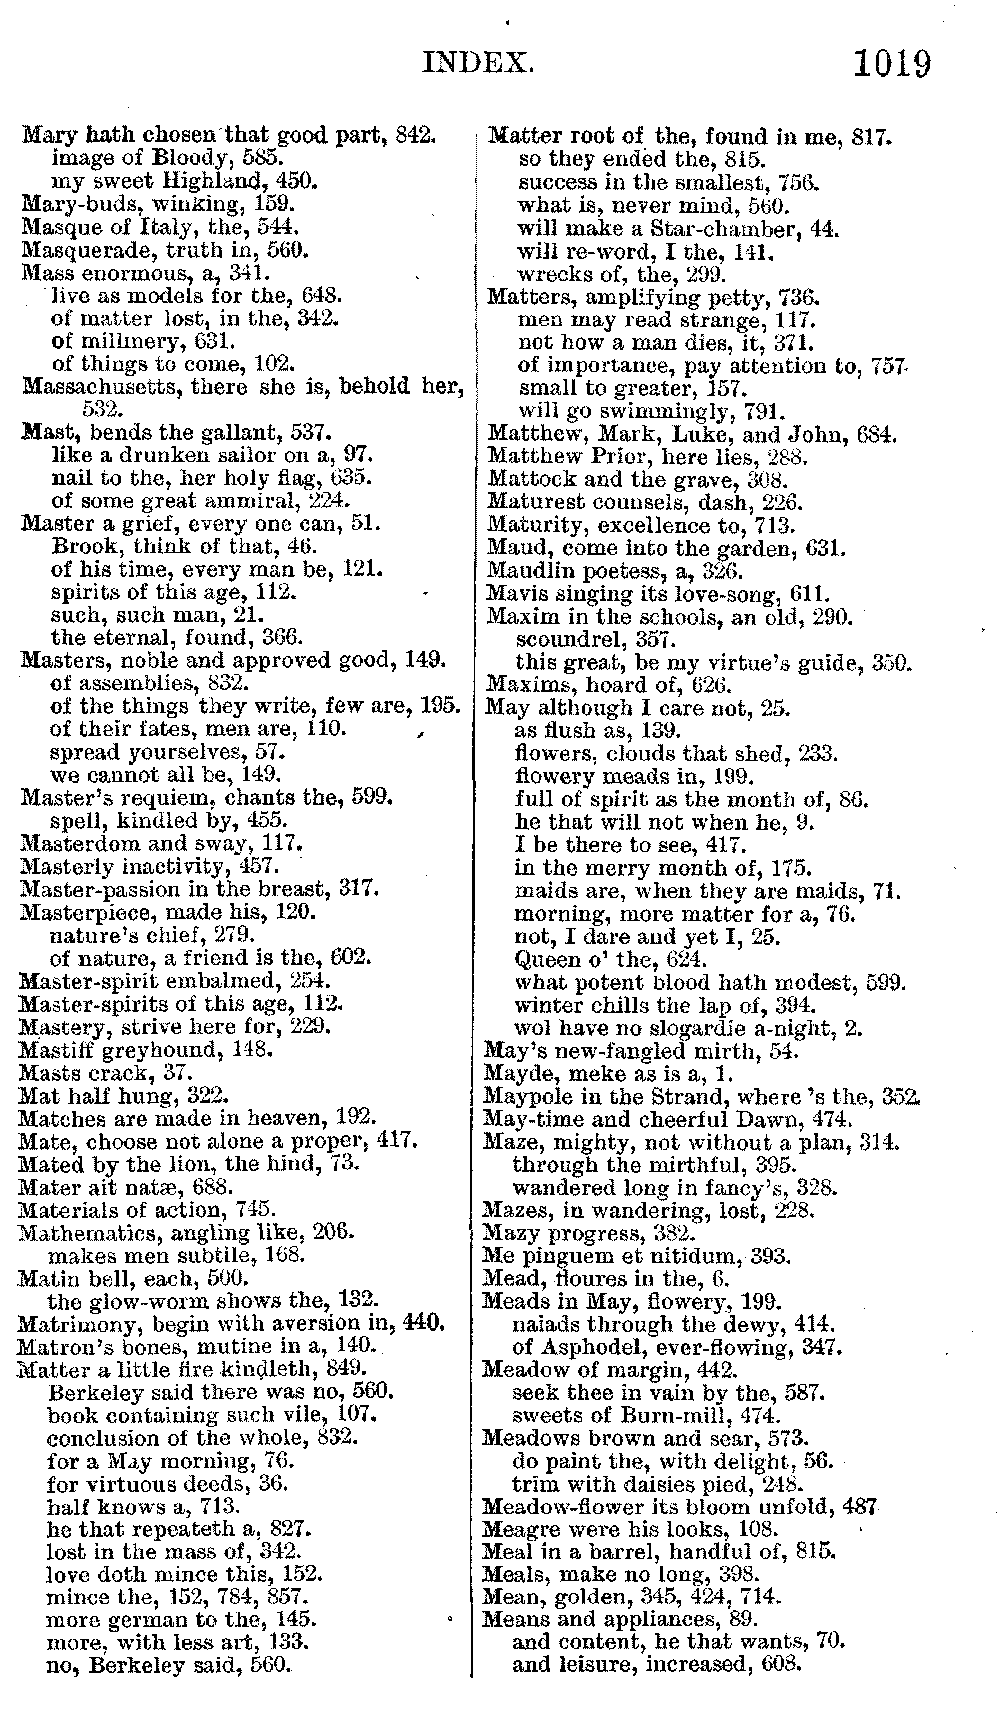 INDEX. 1019
Mary hath chosen that good part, 842.
image of Bloody, 585.
my sweet Highland, 450.
Mary-buds, winking, 159.
Masque of Italy, the, 544.
Masquerade, truth in, 560.
Mass enormous, a, 341.
live as models for the, 648.
of matter lost, in the, 342.
of millinery, 631.
of things to come, 102.
Massachusetts, there she is, behold her,
532.
Mast, bends the gallant, 537.
like a drunken sailor on a, 97.
nail to the, her holy flag, 635.
of some great ammiral, 224.
Master a grief, every one can, 51.
Brook, think of that, 46.
of his time, every man be, 121.
spirits of this age, 112.
such, such man, 21.
the eternal, found, 366.
Masters, noble and approved good, 149.
of assemblies, 832.
of the things they write, few are, 195.
of their fates, men are, 110.
spread yourselves, 57.
we cannot all be, 149.
Master's requiem, chants the, 599.
spell, kindled by, 455.
Masterdom and sway, 117.
Masterly inactivity, 457.
Master-passion in the breast, 317.
Masterpiece, made his, 120.
nature's chief, 279.
of nature, a friend is the, 602.
Master-spirit embalmed, 254.
Master-spirits of this age, 112.
Mastery, strive here for, 229.
Mastiff greyhound, 148.
Masts crack, 37.
Mat half hung, 322.
Matches are made in heaven, 192.
Mate, choose not alone a proper, 417.
Mated by the lion, the hind, 73.
Mater ait natæ, 688.
Materials of action, 745.
Mathematics, angling like, 206.
makes men subtile, 168.
Matin bell, each, 500.
the glow-worm shows the, 132.
Matrimony, begin with aversion in, 440.
Matron's bones, mutine in a, 140.
Matter a little fire kindleth, 849.
Berkeley said there was no, 560.
book containing such vile, 107.
conclusion of the whole, 832.
for a May morning, 76.
for virtuous deeds, 36.
half knows a, 713.
he that repeateth a, 827.
lost in the mass of, 342.
love doth mince this, 152.
mince the, 152, 784, 857.
more german to the, 145.
more, with less art, 133.
no, Berkeley said, 560.
Matter root of the, found in me, 817.
so they ended the, 815.
success in the smallest, 756.
what is, never mind, 560.
will make a Star-chamber, 44.
will re-word, I the, 141.
wrecks of, the, 299.
Matters, amplifying petty, 736.
men may read strange, 117.
not how a man dies, it, 371.
of importance, pay attention to, 757.
small to greater, 157.
will go swimmingly, 791.
Matthew, Mark, Luke, and John, 684.
Matthew Prior, here lies, 288.
Mattock and the grave, 308.
Maturest counsels, dash, 226.
Maturity, excellence to, 713.
Maud, come into the garden, 631.
Maudlin poetess, a, 326.
Mavis singing its love-song, 611.
Maxim in the schools, an old, 290.
scoundrel, 357.
this great, be my virtue's guide, 350.
Maxims, hoard of, 626.
May although I care not, 25.
as flush as, 139.
flowers, clouds that shed, 233.
flowery meads in, 199.
full of spirit as the month of, 86.
he that will not when he, 9.
I be there to see, 417.
in the merry month of, 175.
maids are, when they are maids, 71.
morning, more matter for a, 76.
not, I dare and yet I, 25.
Queen o' the, 624.
what potent blood hath modest, 599.
winter chills the lap of, 394.
wol have no slogardie a-night, 2.
May's new-fangled mirth, 54.
Mayde, meke as is a, 1.
Maypole in the Strand, where 's the, 352.
May-time and cheerful Dawn, 474.
Maze, mighty, not without a plan, 314.
through the mirthful, 395.
wandered long in fancy's, 328.
Mazes, in wandering, lost, 228.
Mazy progress, 382.
Me pinguem et nitidum, 393.
Mead, floures in the, 6.
Meads in May, flowery, 199.
naiads through the dewy, 414.
of Asphodel, ever-flowing, 347.
Meadow of margin, 442.
seek thee in vain by the, 587.
sweets of Burn-mill, 474.
Meadows brown and sear, 573.
do paint the, with delight, 56.
trim with daisies pied, 248.
Meadow-flower its bloom unfold, 487
Meagre were his looks, 108.
Meal in a barrel, handful of, 815.
Meals, make no long, 398.
Mean, golden, 345, 424, 714.
Means and appliances, 89.
and content, he that wants, 70.
and leisure, increased, 608.